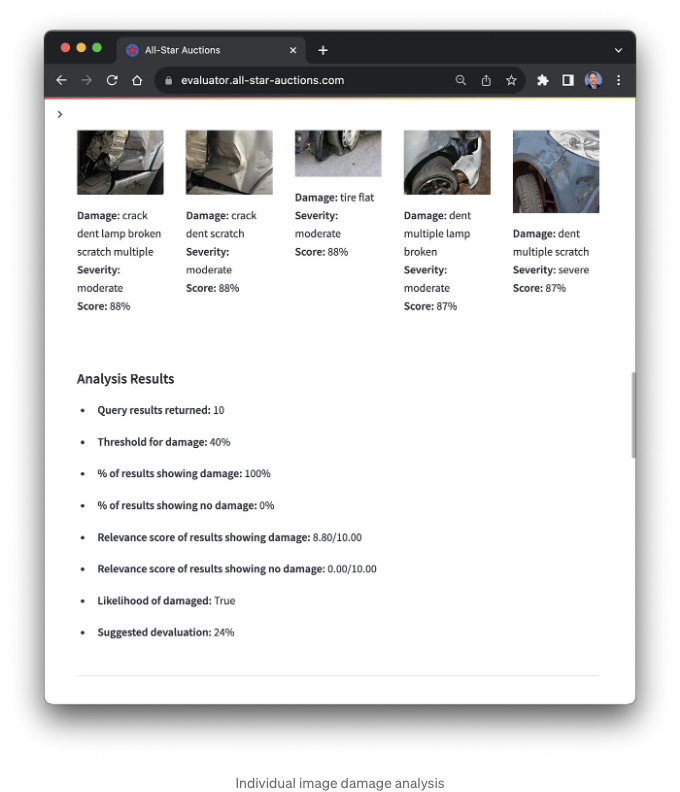 All-Star Auctions
evaluator.all-star-auctions.com
Damage: crack
dent lamp broken
scratch multiple
Severity:
moderate
Score: 88%
Damage: crack
dent scratch
Severity:
moderate
Score: 88%
Damage: tire flat
Severity:
moderate
Score: 88%
Damage: dent
multiple lamp
broken
Severity:
moderate
Score: 87%
Damage: dent
multiple scratch
Severity: severe
Score: 87%
Analysis Results
Query results returned: 10
Threshold for damage: 40%
% of results showing damage: 100%
% of results showing no damage: 0%
Relevance score of results showing damage: 8.80/10.00
Relevance score of results showing no damage: 0.00/10.00
Likelihood of damaged: True
Suggested devaluation: 24%
Individual image damage analysis